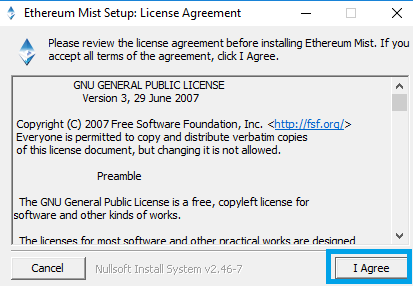 Ethereum Mist Setup: License Agreement
Please review the license agreement before installing Ethereum Mist. If you
accept all terms of the agreement, click I Agree.
GNU GENERAL PUBLIC LICENSE
Version 3, 29 June 2007
Copyright (C) 2007 Free Software Foundation, Inc. <http://fsf.org/>
Everyone is permitted to copy and distribute verbatim copies
of this license document, but changing it is not allowed.
Preamble
The GNU General Public License is a free, copyleft license for
software and other kinds of works.
The licenses for most software and other practical works are designed
Cancel Nullsoft Install System v2.46-7 I Agree